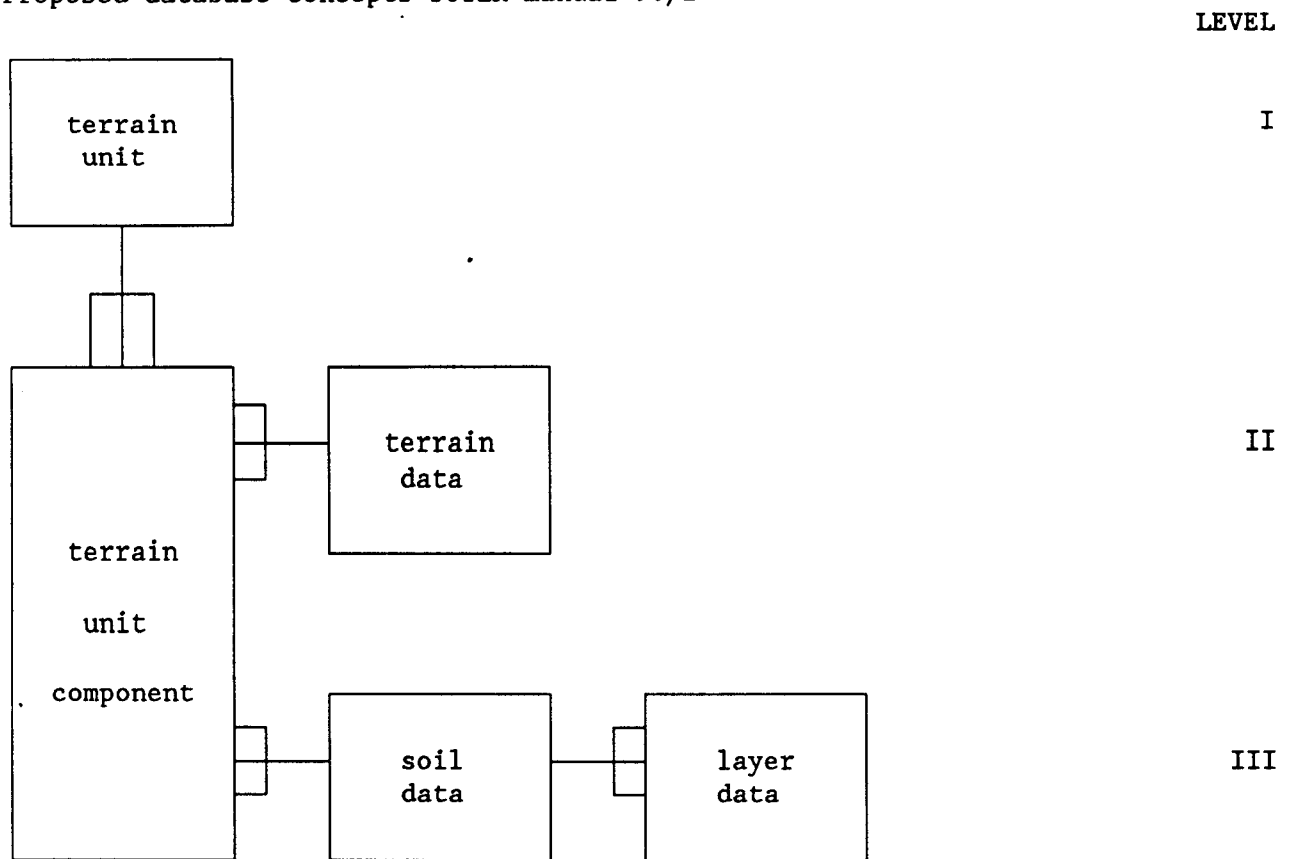 LEVEL
terrain
unit
I
terrain
data
II
terrain
unit
component
soil
data
layer
data
III